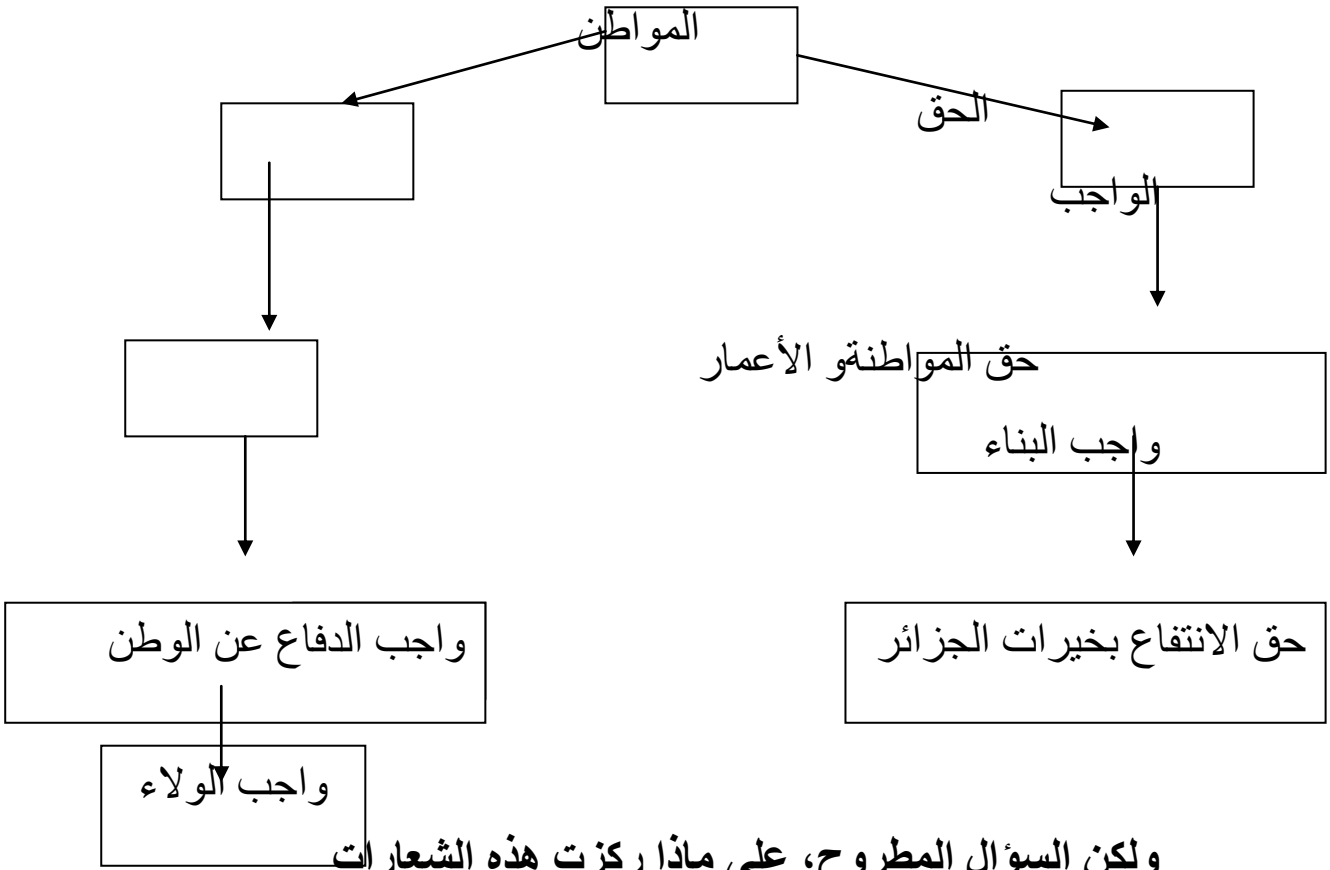 المواطن
الحق
الواجب
حق المواطنةو الأعمار
واجب البناء
حق الانتفاع بخيرات الجزائر
واجب الدفاع عن الوطن
واجب الولاء
ولكن السؤال المطروح، على ماذا ركزت هذه الشعارات